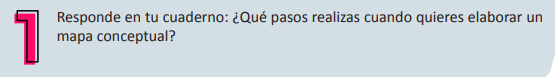 1
Responde en tu cuaderno: ¿Qué pasos realizas cuando quieres elaborar un
mapa conceptual?